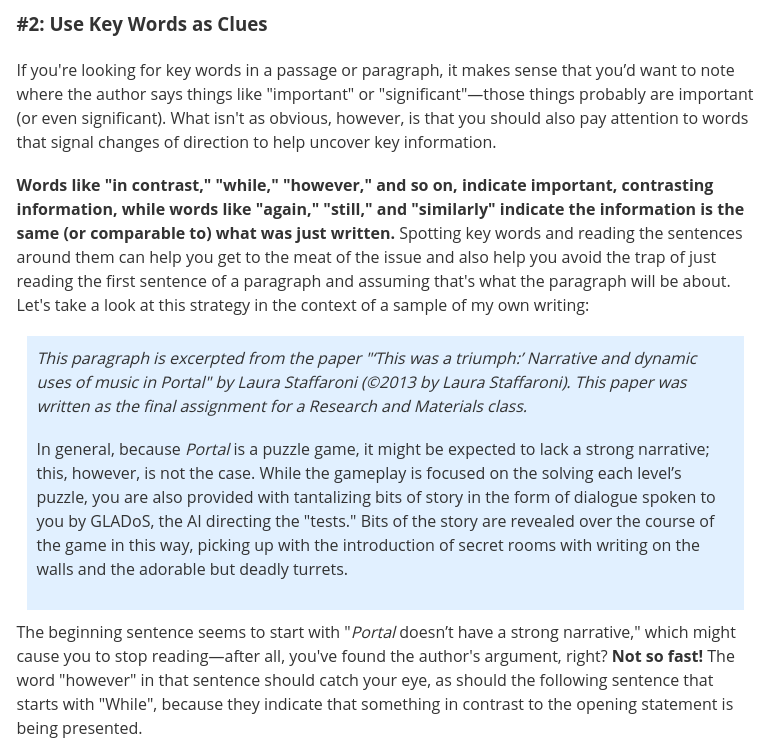 #2: Use Key Words as Clues
If you're looking for key words in a passage or paragraph, it makes sense that you’d want to note
where the author says things like "important" or "significant"—those things probably are important
(or even significant). What isn't as obvious, however, is that you should also pay attention to words
that signal changes of direction to help uncover key information.
Words like "in contrast," "while," "however," and so on, indicate important, contrasting
information, while words like "again," "still," and "similarly" indicate the information is the
same (or comparable to) what was just written. Spotting key words and reading the sentences
around them can help you get to the meat of the issue and also help you avoid the trap of just
reading the first sentence of a paragraph and assuming that's what the paragraph will be about.
Let's take a look at this strategy in the context of a sample of my own writing:
This paragraph is excerpted from the paper "‘This was a triumph:’ Narrative and dynamic
uses of music in Portal" by Laura Staffaroni (©2013 by Laura Staffaroni). This paper was
written as the final assignment for a Research and Materials class.
In general, because Portal is a puzzle game, it might be expected to lack a strong narrative;
this, however, is not the case. While the gameplay is focused on the solving each level’s
puzzle, you are also provided with tantalizing bits of story in the form of dialogue spoken to
you by GLADoS, the AI directing the "tests." Bits of the story are revealed over the course of
the game in this way, picking up with the introduction of secret rooms with writing on the
walls and the adorable but deadly turrets.
The beginning sentence seems to start with "Portal doesn’t have a strong narrative," which might
cause you to stop reading—after all, you've found the author's argument, right? Not so fast! The
word "however" in that sentence should catch your eye, as should the following sentence that
starts with "While", because they indicate that something in contrast to the opening statement is
being presented.